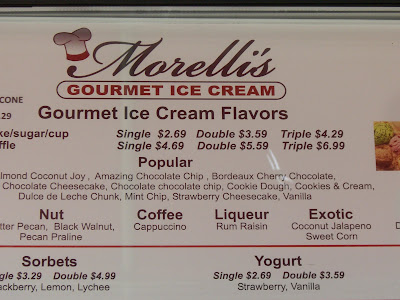 Morelli's
GOURMET ICE CREAM
CONE
.29
Gourmet Ice Cream Flavors
ke/sugar/cup Single $2.69 Double $3.59 Triple $4.29
ffle Single $4.69 Double $5.59 Triple $6.99
Popular
lmond Coconut Joy , Amazing Chocolate Chip , Bordeaux Cherry Chocolate,
Chocolate Cheesecake, Chocolate chocolate chip, Cookie Dough, Cookies & Cream,
Dulce de Leche Chunk, Mint Chip, Strawberry Cheesecake, Vanilla
Nut Coffee Liqueur Exotic
tter Pecan, Black Walnut, Cappuccino Rum Raisin Coconut Jalapeno
Pecan Praline Sweet Corn
Sorbets Yogurt
gle $3.29 Double $4.99 Single $3.59 Double $5.49
ackberry, Lemon, Lychee Strawberry, Vanilla